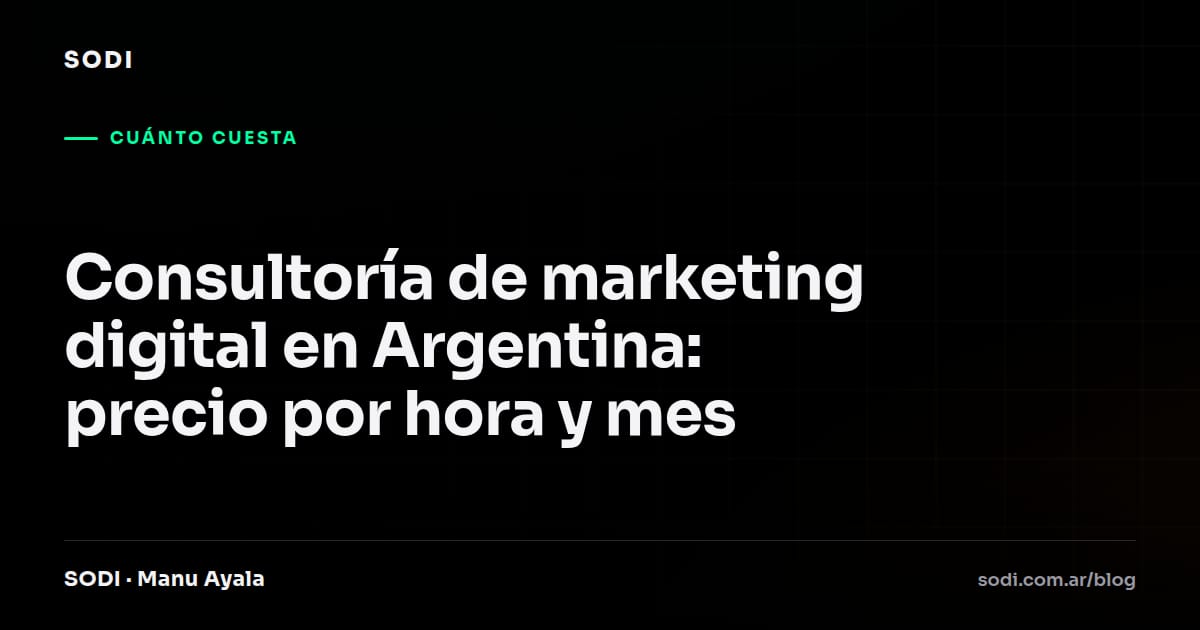 SODI
CUÁNTO CUESTA
Consultoría de marketing
digital en Argentina:
precio por hora y mes
SODI · Manu Ayala
sodi.com.ar/blog